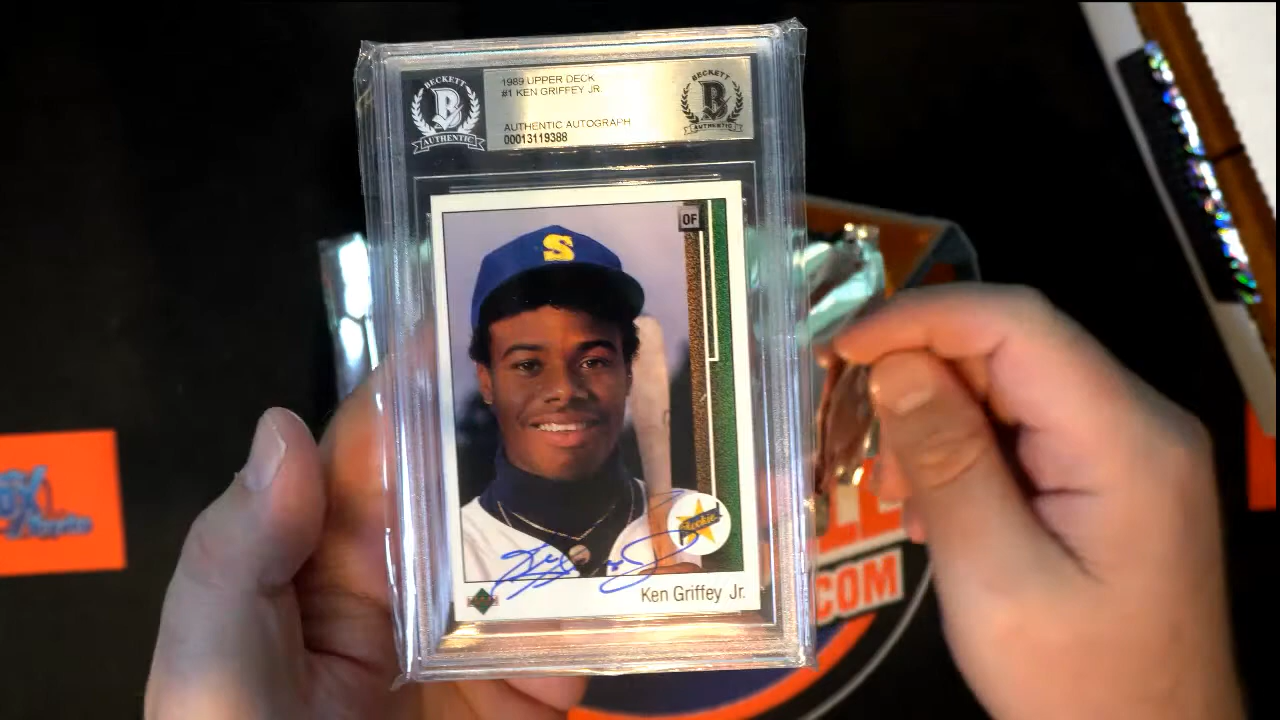 BECKETT
B
AUTHENTIC
1989 UPPER DECK
#1 KEN GRIFFEY JR.
AUTHENTIC AUTOGRAPH
00013119388
BECKETT
B
AUTHENTIC
OF
S
Rookie
Ken Griffey Jr.
.COM